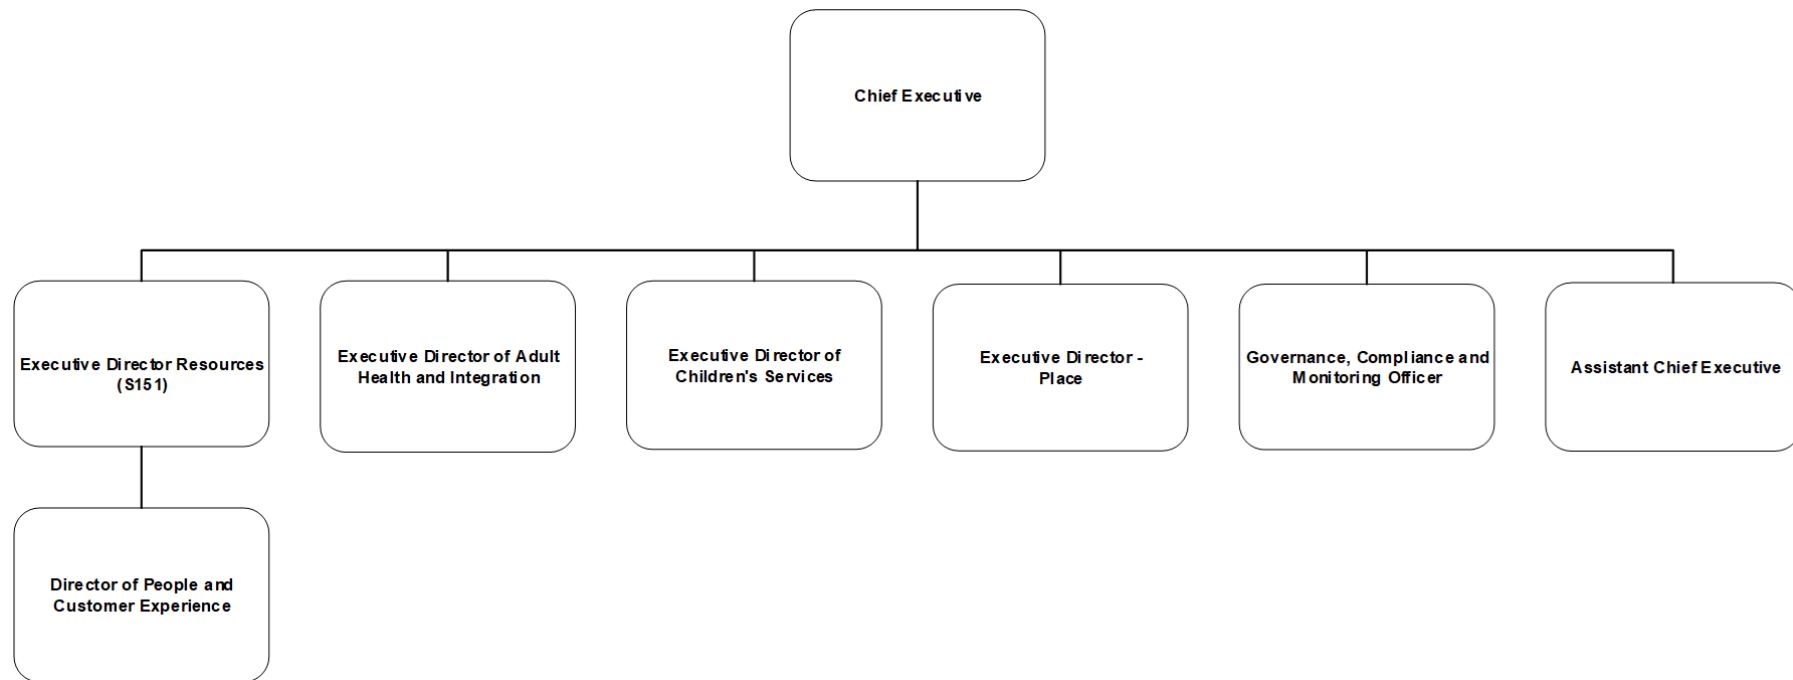 Chief Executive
Executive Director Resources
(S151)
Executive Director of Adult
Health and Integration
Executive Director of
Children's Services
Executive Director -
Place
Governance, Compliance and
Monitoring Officer
Assistant Chief Executive
Director of People and
Customer Experience